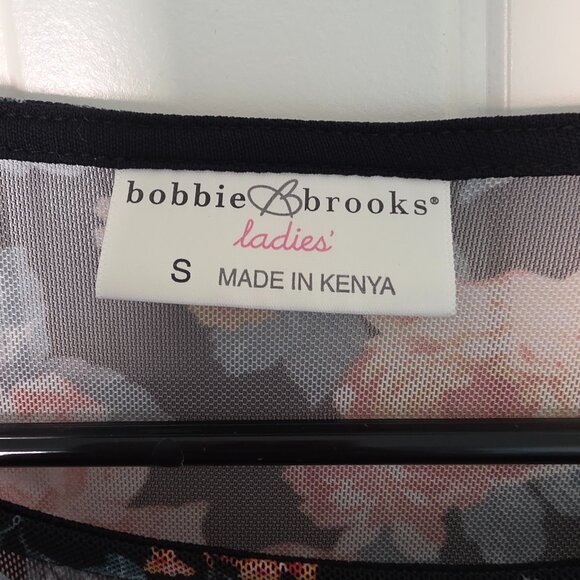 bobbie B brooks®
ladies'
S MADE IN KENYA